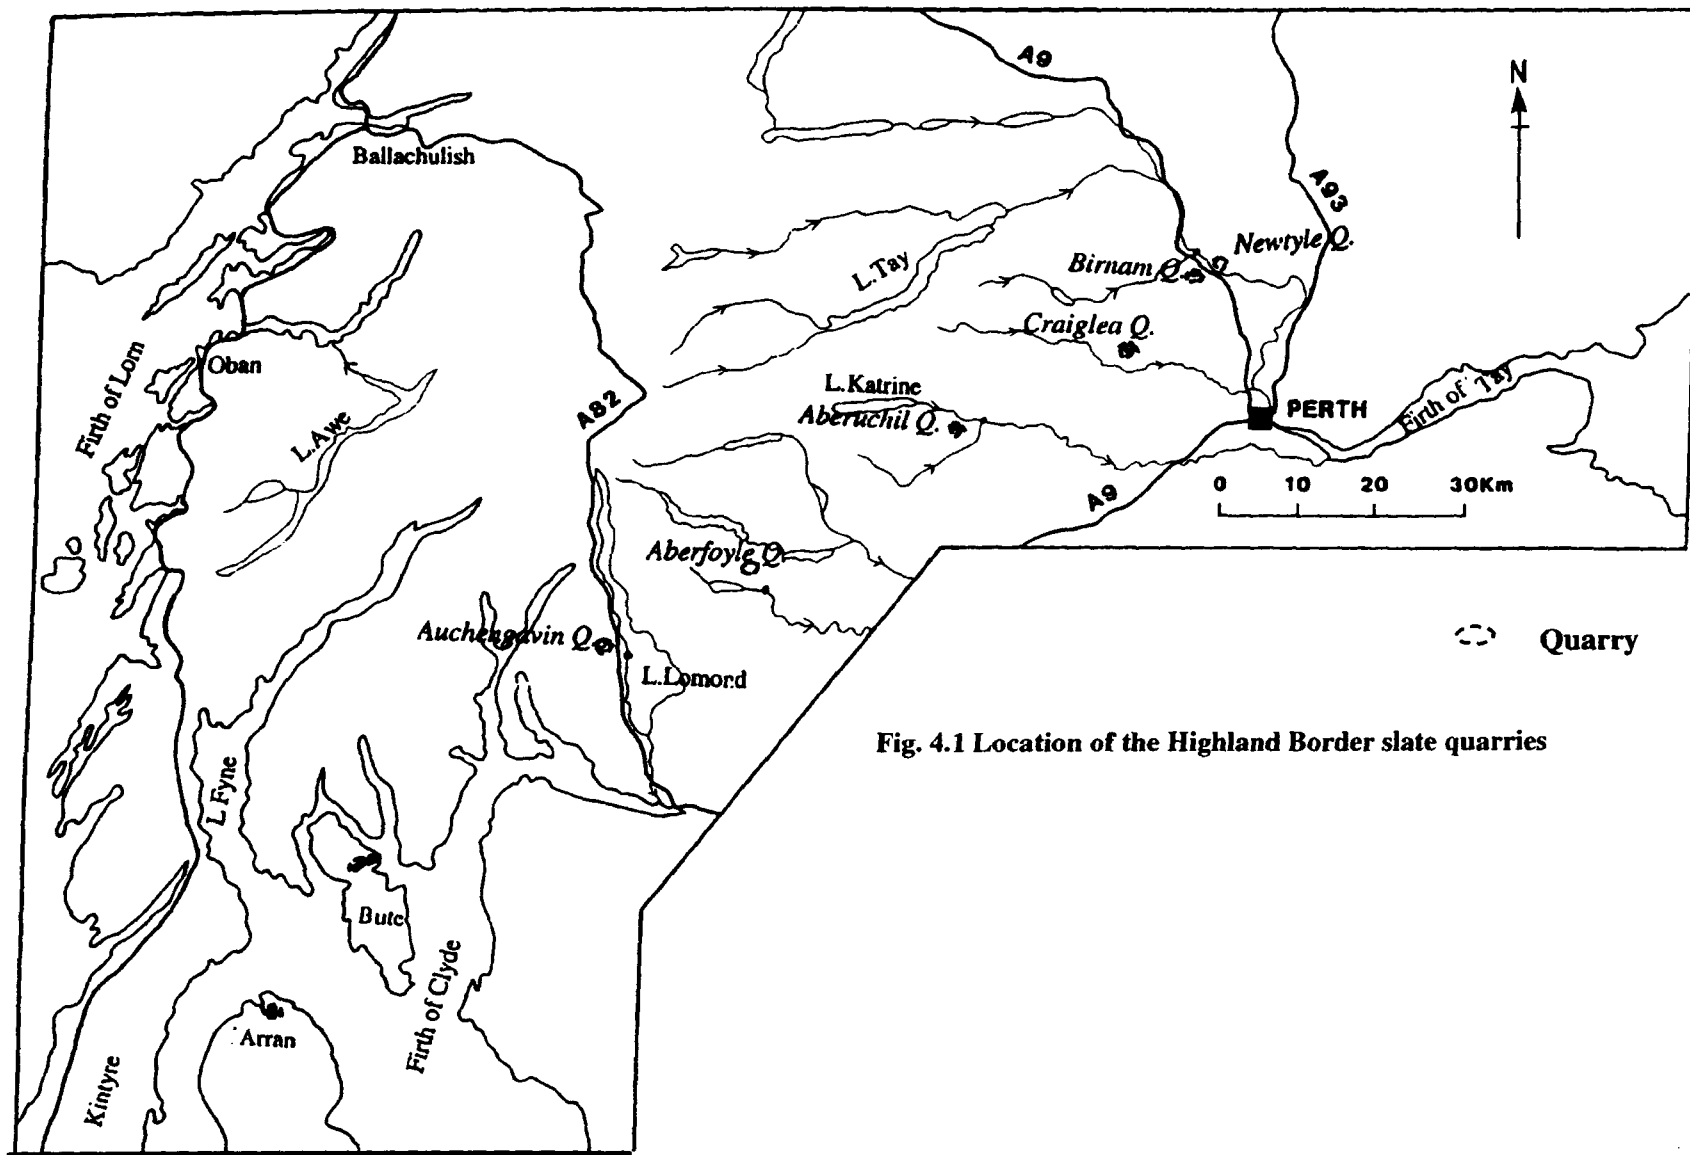 A9
N
Ballachulish
A93
Newtyle Q.
Birnam Q.
L.Tay
Craiglea Q.
Firth of Lorn
Oban
L.Katrine
Aberuchil Q.
A82
PERTH
Firth of Tay
L.Awe
A9
0 10 20 30Km
Aberfoyle Q.
Auchengavin Q.
Quarry
L.Lomond
Fig. 4.1 Location of the Highland Border slate quarries
L Fyne
Bute
Firth of Clyde
Arran
Kintyre